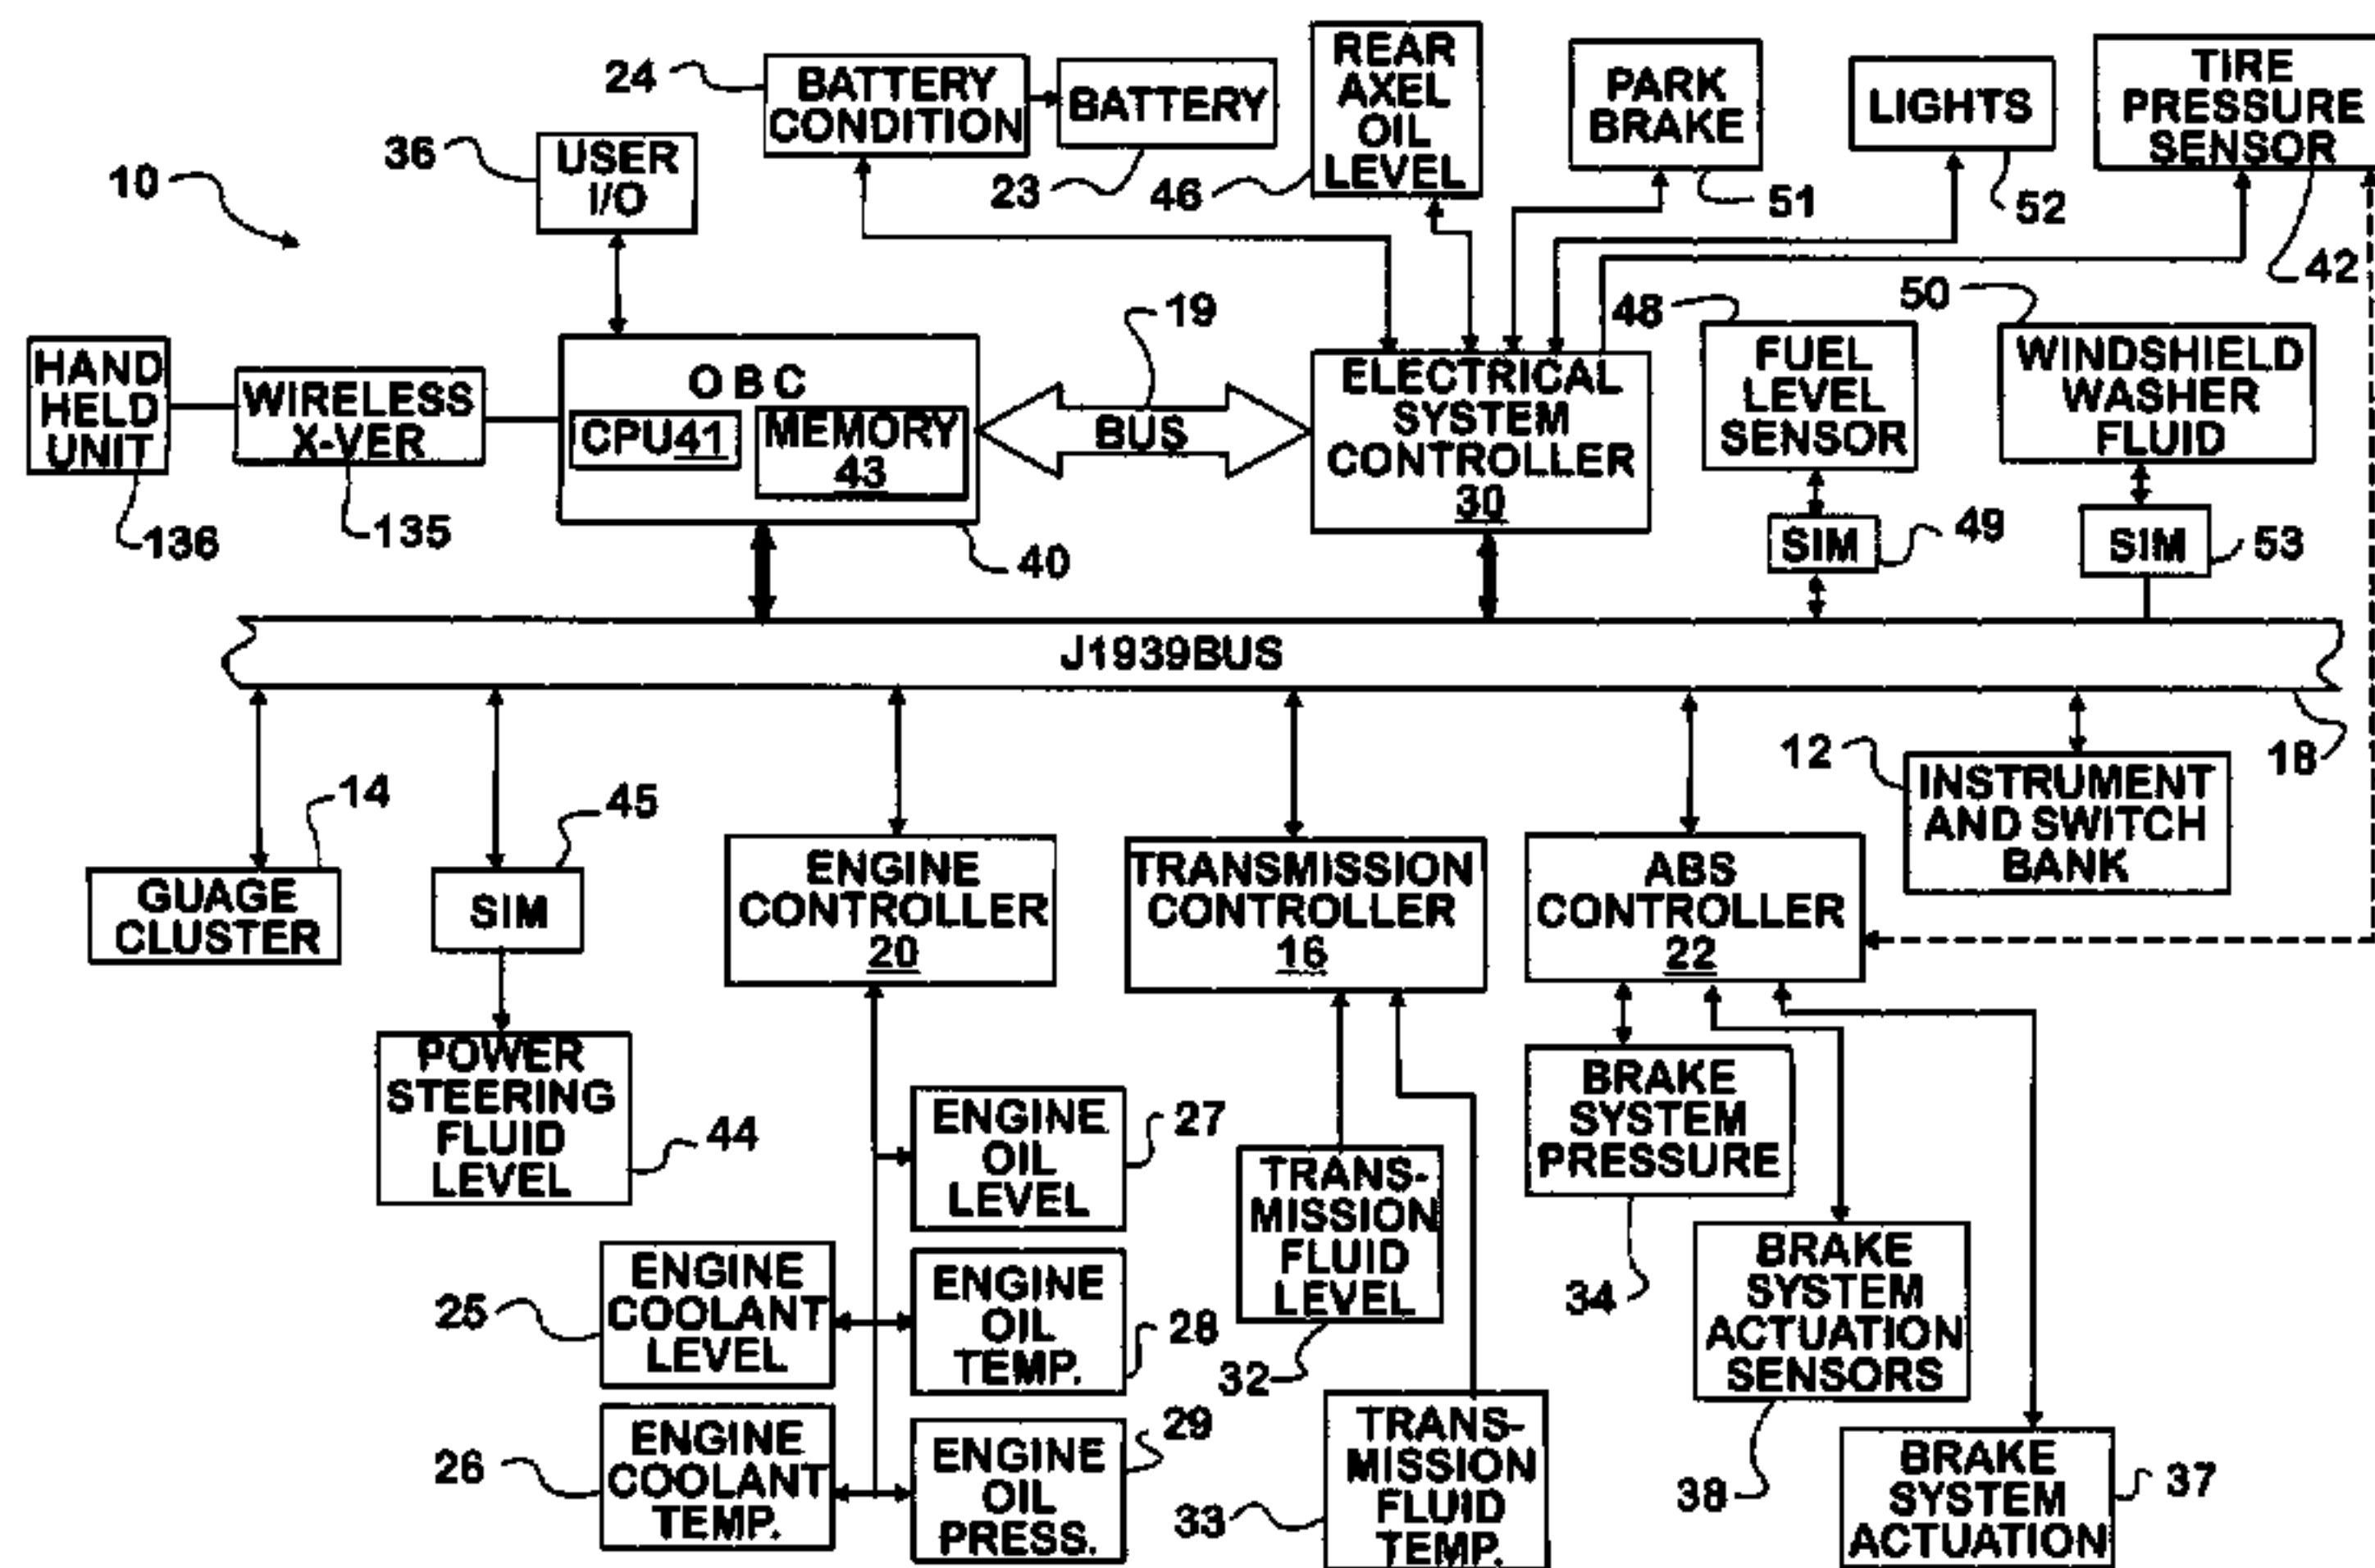 REAR
AXEL
OIL
LEVEL
46
24
BATTERY
CONDITION
BATTERY
23
PARK
BRAKE
51
LIGHTS
52
TIRE
PRESSURE
SENSOR
42
10
36
USER
I/O
HAND
HELD
UNIT
136
WIRELESS
X-VER
135
OBC
CPU41
MEMORY
43
40
19
BUS
ELECTRICAL
SYSTEM
CONTROLLER
30
48
FUEL
LEVEL
SENSOR
SIM
49
50
WINDSHIELD
WASHER
FLUID
SIM
53
J1939BUS
18
14
GUAGE
CLUSTER
45
SIM
POWER
STEERING
FLUID
LEVEL
44
ENGINE
CONTROLLER
20
TRANSMISSION
CONTROLLER
16
ABS
CONTROLLER
22
12
INSTRUMENT
AND SWITCH
BANK
ENGINE
OIL
LEVEL
27
25
ENGINE
COOLANT
LEVEL
ENGINE
OIL
TEMP.
28
26
ENGINE
COOLANT
TEMP.
ENGINE
OIL
PRESS.
29
TRANS-
MISSION
FLUID
LEVEL
32
TRANS-
MISSION
FLUID
TEMP.
33
BRAKE
SYSTEM
PRESSURE
34
BRAKE
SYSTEM
ACTUATION
SENSORS
38
BRAKE
SYSTEM
ACTUATION
37